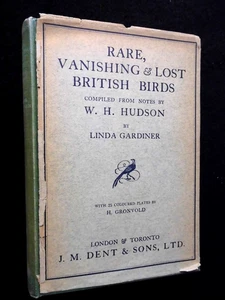 RARE,
VANISHING & LOST
BRITISH BIRDS
COMPILED FROM NOTES BY
W. H. HUDSON
BY
LINDA GARDINER
WITH 25 COLOURED PLATES BY
H. GRONVOLD
LONDON & TORONTO
J. M. DENT & SONS, LTD.